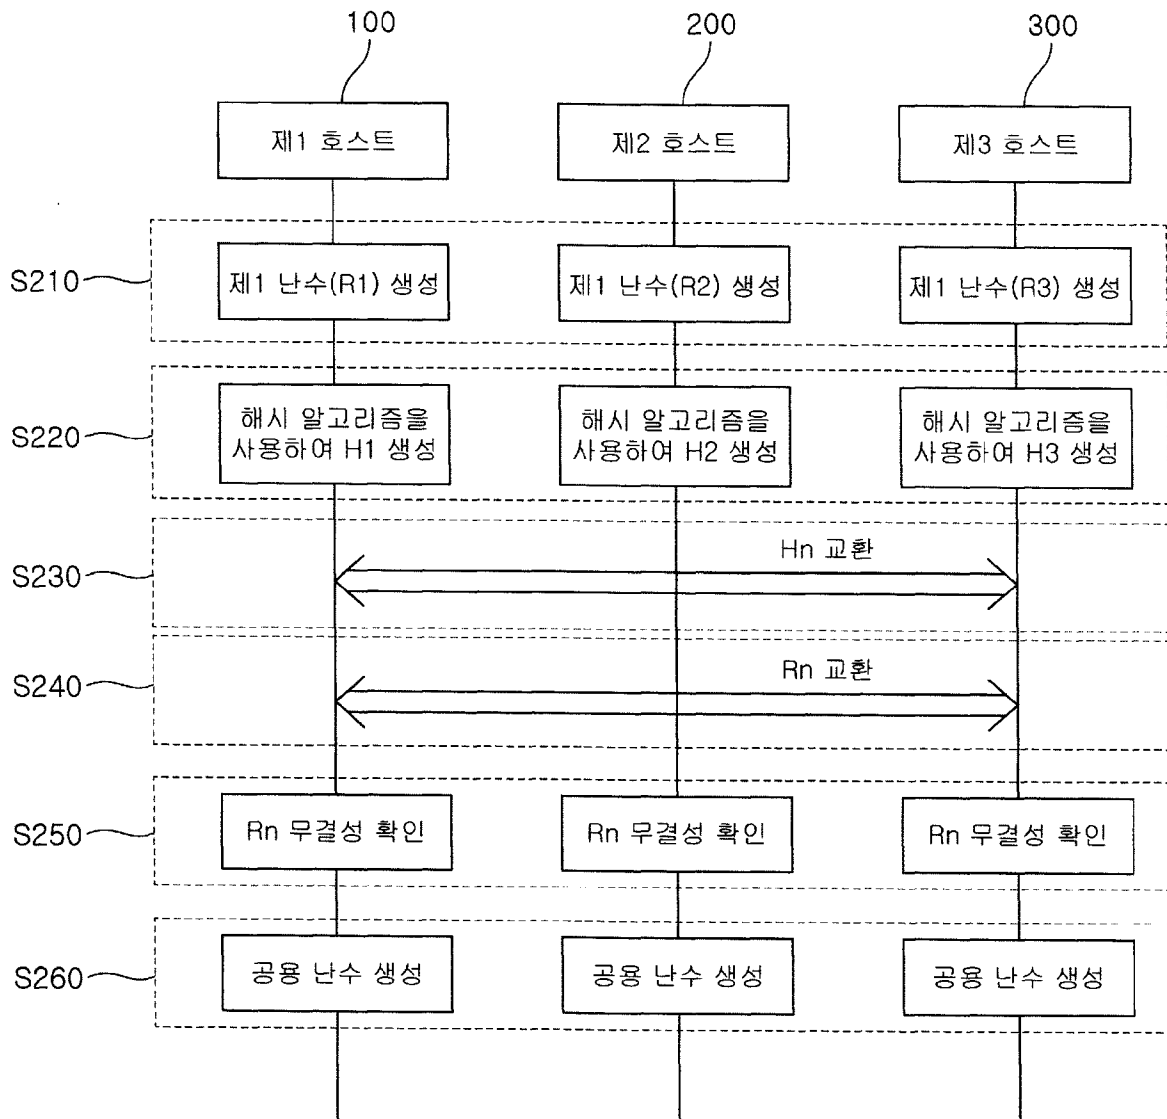 100
200
300
제1 호스트
제2 호스트
제3 호스트
S210
제1 난수(R1) 생성
제1 난수(R2) 생성
제1 난수(R3) 생성
S220
해시 알고리즘을
사용하여 H1 생성
해시 알고리즘을
사용하여 H2 생성
해시 알고리즘을
사용하여 H3 생성
S230
Hn 교환
S240
Rn 교환
S250
Rn 무결성 확인
Rn 무결성 확인
Rn 무결성 확인
S260
공용 난수 생성
공용 난수 생성
공용 난수 생성